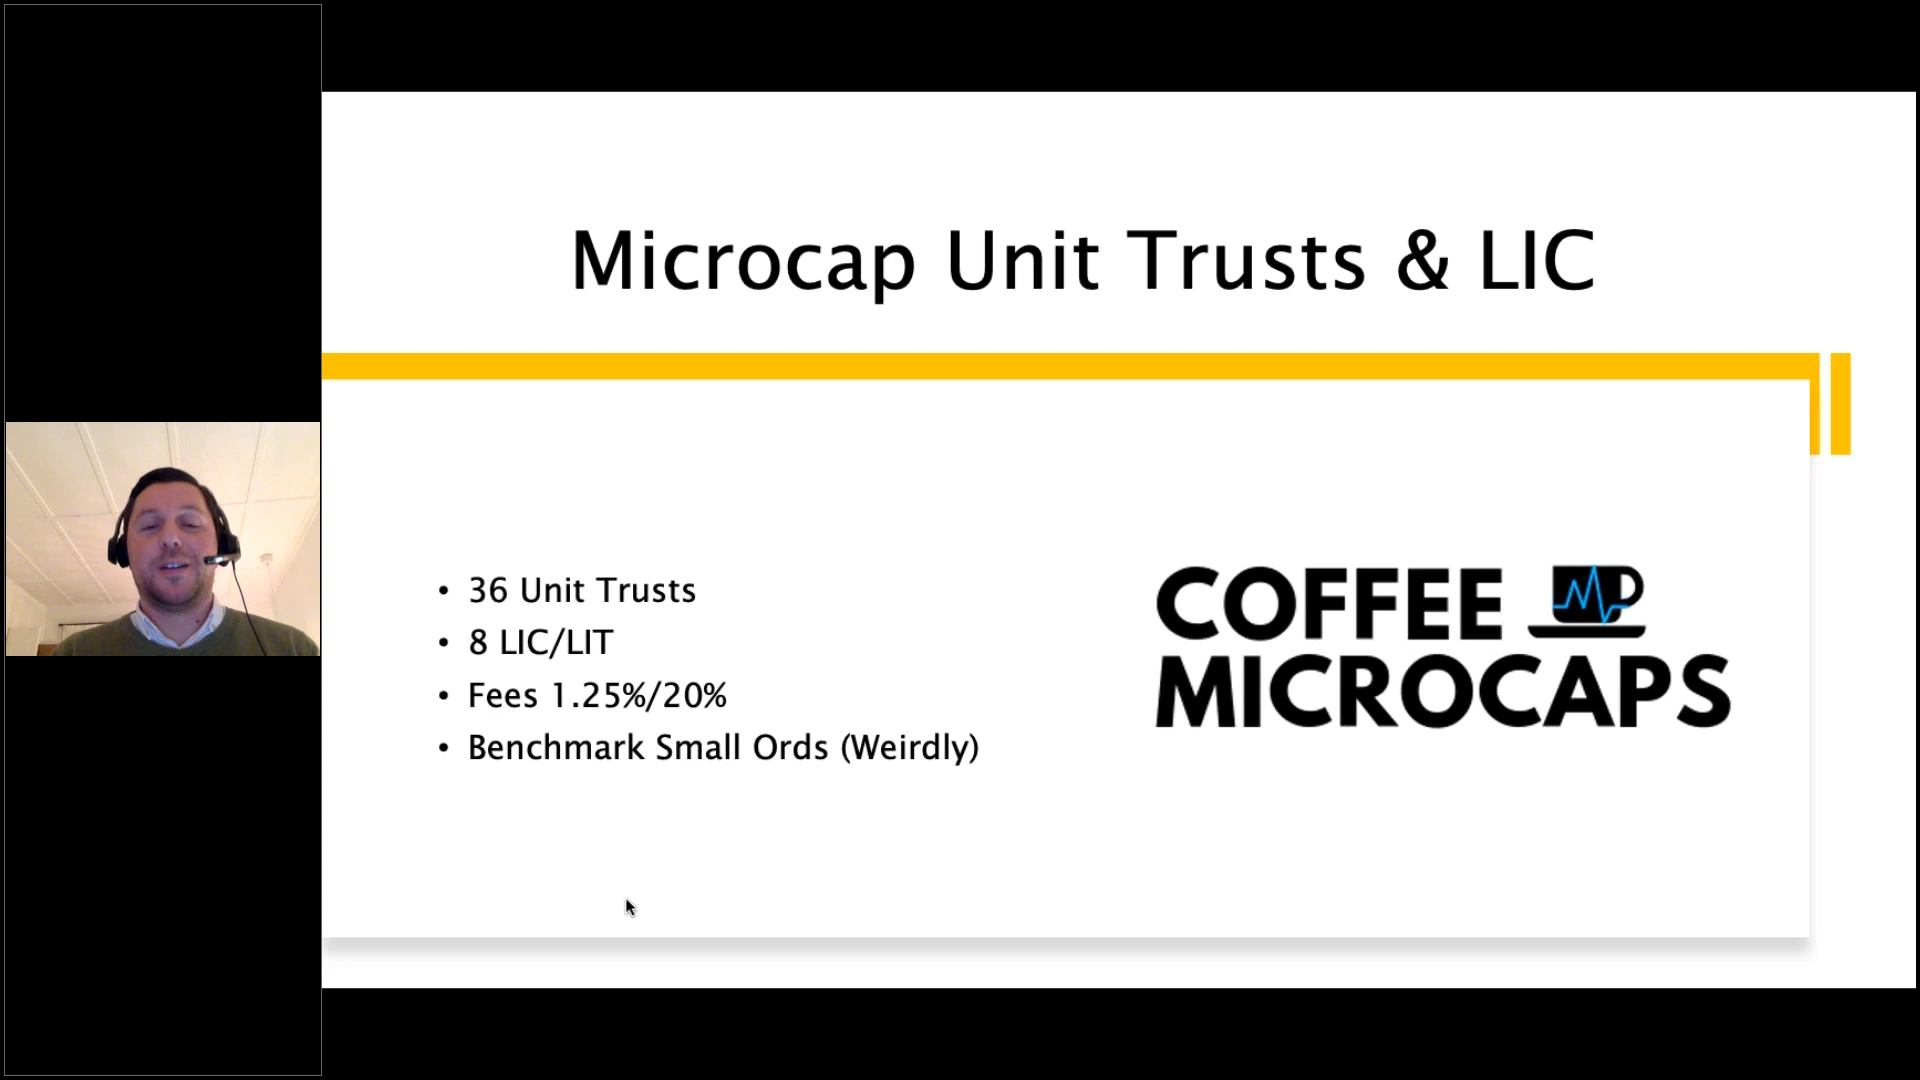 Microcap Unit Trusts & LIC
• 36 Unit Trusts
• 8 LIC/LIT
• Fees 1.25%/20%
• Benchmark Small Ords (Weirdly)
COFFEE
MICROCAPS